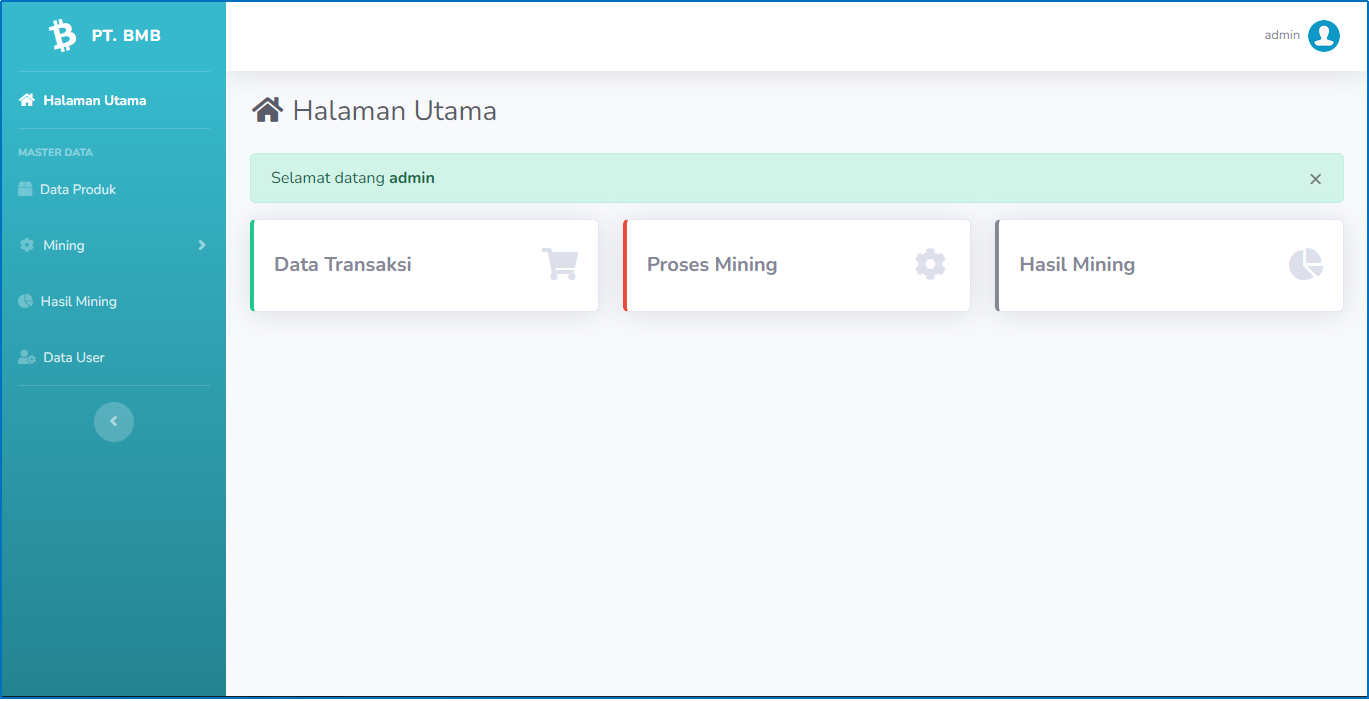 PT. BMB
admin
Halaman Utama
MASTER DATA
Data Produk
Mining
Hasil Mining
Data User
Halaman Utama
Selamat datang admin
Data Transaksi
Proses Mining
Hasil Mining